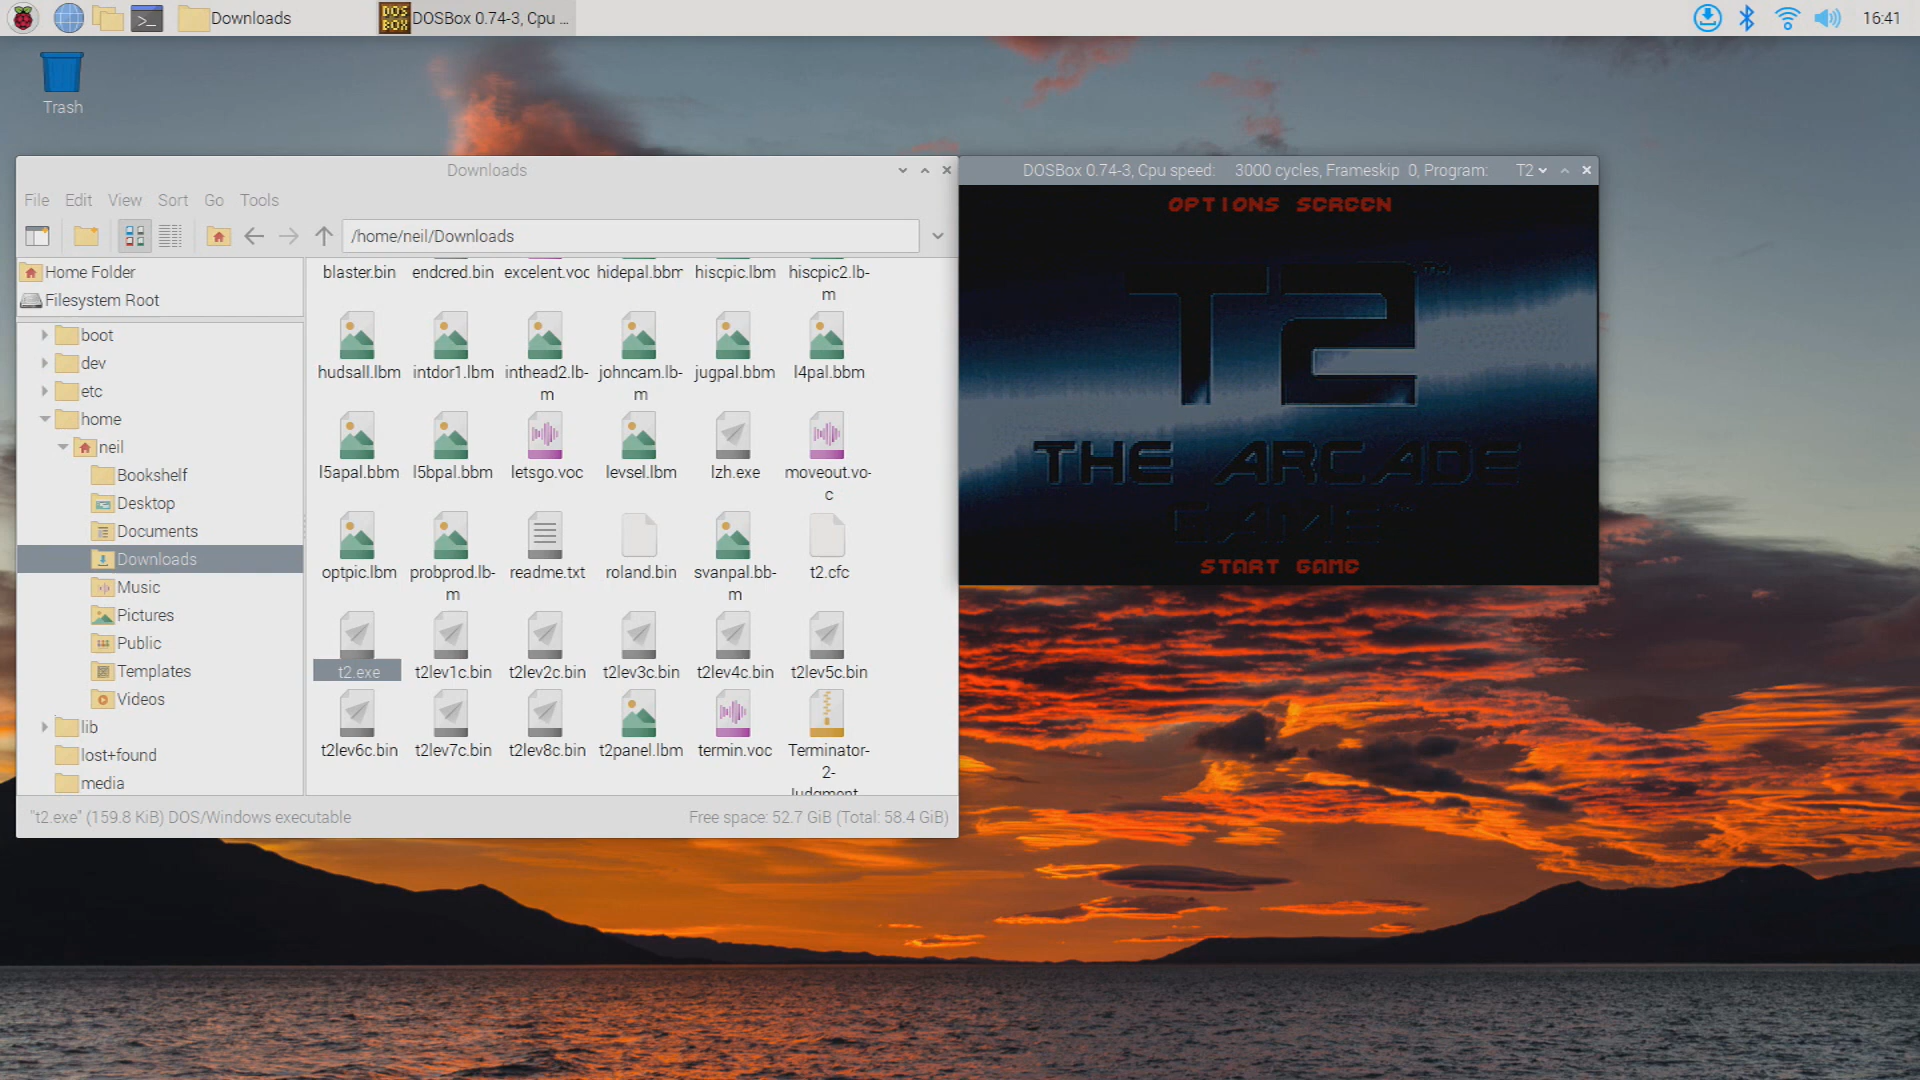 Downloads
DOSBox 0.74-3, Cpu ...
16:41
Trash
Downloads
File Edit View Sort Go Tools
/home/neil/Downloads
Home Folder
Filesystem Root
boot
dev
etc
home
neil
Bookshelf
Desktop
Documents
Downloads
Music
Pictures
Public
Templates
Videos
lib
lost+found
media
blaster.bin endcred.bin excelent.voc hidepal.bbm hiscpic.lbm hiscpic2.lb-
m
hudsall.lbm intdor1.lbm inthead2.lb- johncam.lb- jugpal.bbm l4pal.bbm
m m
l5apal.bbm l5bpal.bbm letsgo.voc levsel.lbm lzh.exe moveout.vo-
c
optpic.lbm probprod.lb- readme.txt roland.bin svanpal.bb- t2.cfc
m m
t2.exe t2lev1c.bin t2lev2c.bin t2lev3c.bin t2lev4c.bin t2lev5c.bin
t2lev6c.bin t2lev7c.bin t2lev8c.bin t2panel.lbm termin.voc Terminator-
2-
Judgment
"t2.exe" (159.8 KiB) DOS/Windows executable
Free space: 52.7 GiB (Total: 58.4 GiB)
DOSBox 0.74-3, Cpu speed: 3000 cycles, Frameskip 0, Program: T2
OPTIONS SCREEN
T2™
THE ARCADE
GAME™
START GAME